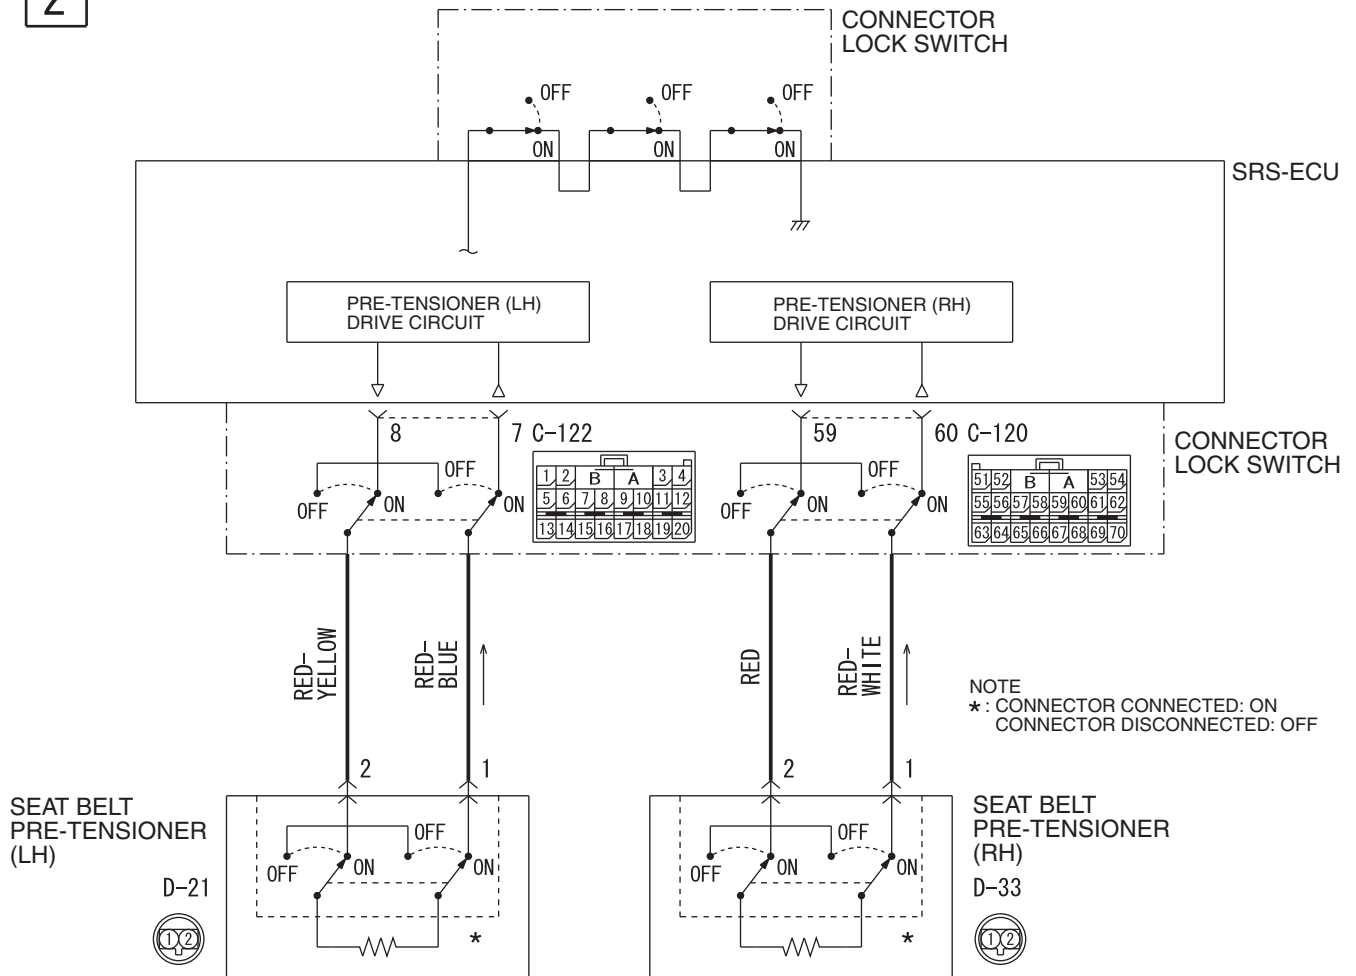 Z
CONNECTOR
LOCK SWITCH
OFF OFF OFF
ON ON ON
SRS-ECU
PRE-TENSIONER (LH)
DRIVE CIRCUIT
PRE-TENSIONER (RH)
DRIVE CIRCUIT
8 7 C-122
59 60 C-120
CONNECTOR
LOCK SWITCH
OFF ON OFF ON
1 2 B A 3 4
5 6 7 8 9 10 11 12
13 14 15 16 17 18 19 20
OFF ON OFF ON
51 52 B A 53 54
55 56 57 58 59 60 61 62
63 64 65 66 67 68 69 70
RED-
YELLOW
RED-
BLUE
RED
RED-
WHITE
NOTE
* : CONNECTOR CONNECTED: ON
CONNECTOR DISCONNECTED: OFF
2 1 2 1
SEAT BELT
PRE-TENSIONER
(LH)
D-21
1 2
OFF ON OFF ON
*
OFF ON OFF ON
*
SEAT BELT
PRE-TENSIONER
(RH)
D-33
1 2